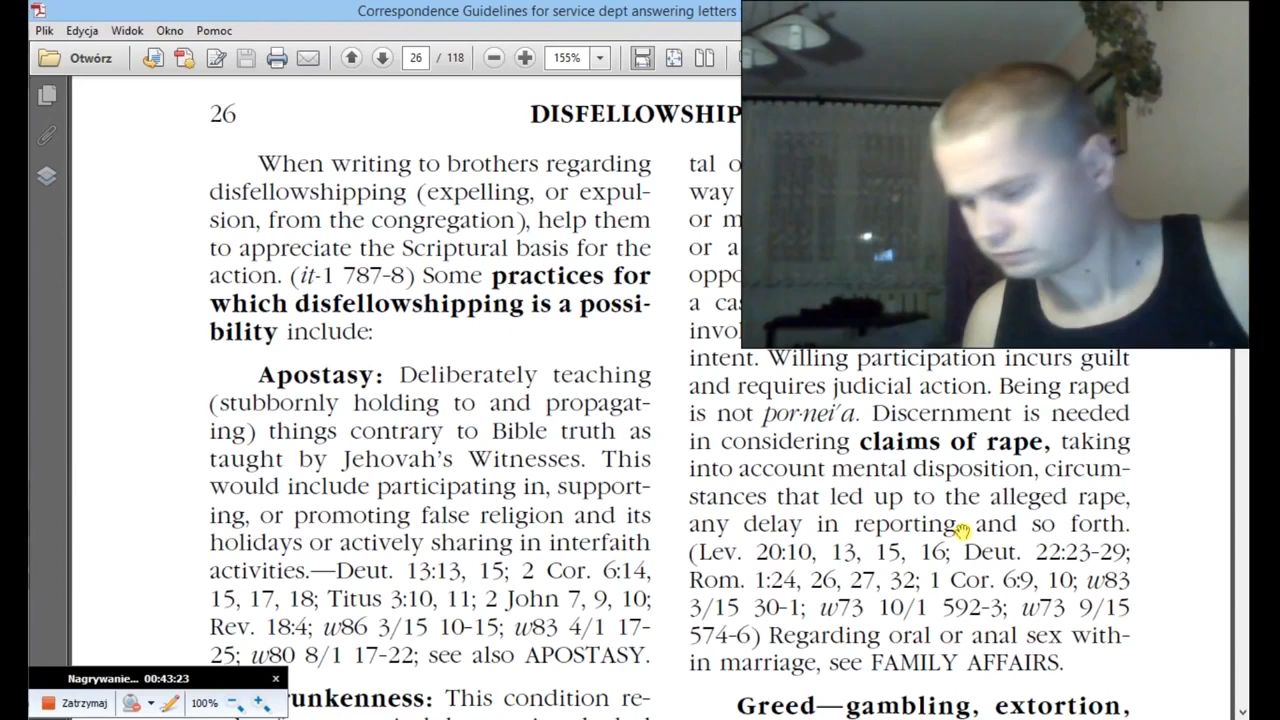 Correspondence Guidelines for service dept answering letters
Plik Edycja Widok Okno Pomoc
Otwórz 26 / 118 155%
26 DISFELLOWSHIP
When writing to brothers regarding
disfellowshipping (expelling, or expul-
sion, from the congregation), help them
to appreciate the Scriptural basis for the
action. (it-1 787-8) Some practices for
which disfellowshipping is a possi-
bility include:
Apostasy: Deliberately teaching
(stubbornly holding to and propagat-
ing) things contrary to Bible truth as
taught by Jehovah's Witnesses. This
would include participating in, support-
ing, or promoting false religion and its
holidays or actively sharing in interfaith
activities.—Deut. 13:13, 15; 2 Cor. 6:14,
15, 17, 18; Titus 3:10, 11; 2 John 7, 9, 10;
Rev. 18:4; w86 3/15 10-15; w83 4/1 17-
25; w80 8/1 17-22; see also APOSTASY.
unkenness: This condition re-
tal o
way
or m
or a
oppo
a cas
invol
intent. Willing participation incurs guilt
and requires judicial action. Being raped
is not por·nei′a. Discernment is needed
in considering claims of rape, taking
into account mental disposition, circum-
stances that led up to the alleged rape,
any delay in reporting, and so forth.
(Lev. 20:10, 13, 15, 16; Deut. 22:23-29;
Rom. 1:24, 26, 27, 32; 1 Cor. 6:9, 10; w83
3/15 30-1; w73 10/1 592-3; w73 9/15
574-6) Regarding oral or anal sex with-
in marriage, see FAMILY AFFAIRS.
Greed—gambling, extortion,
Nagrywanie... 00:43:23
Zatrzymaj 100%